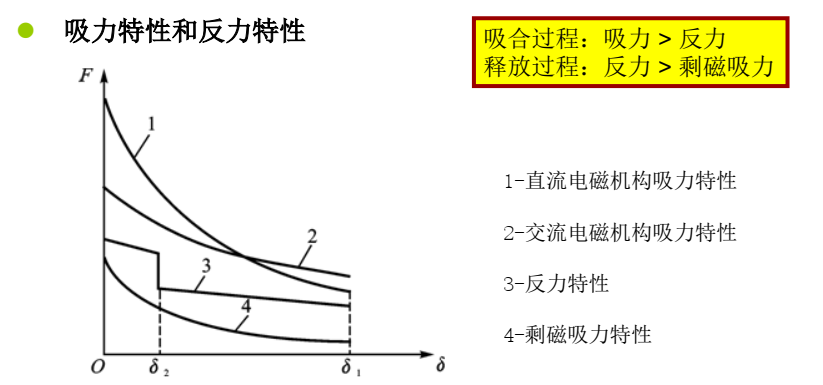 吸力特性和反力特性
吸合过程：吸力 > 反力
释放过程：反力 > 剩磁吸力
F
1
2
3
4
O
δ₂
δ₁
δ
1-直流电磁机构吸力特性
2-交流电磁机构吸力特性
3-反力特性
4-剩磁吸力特性